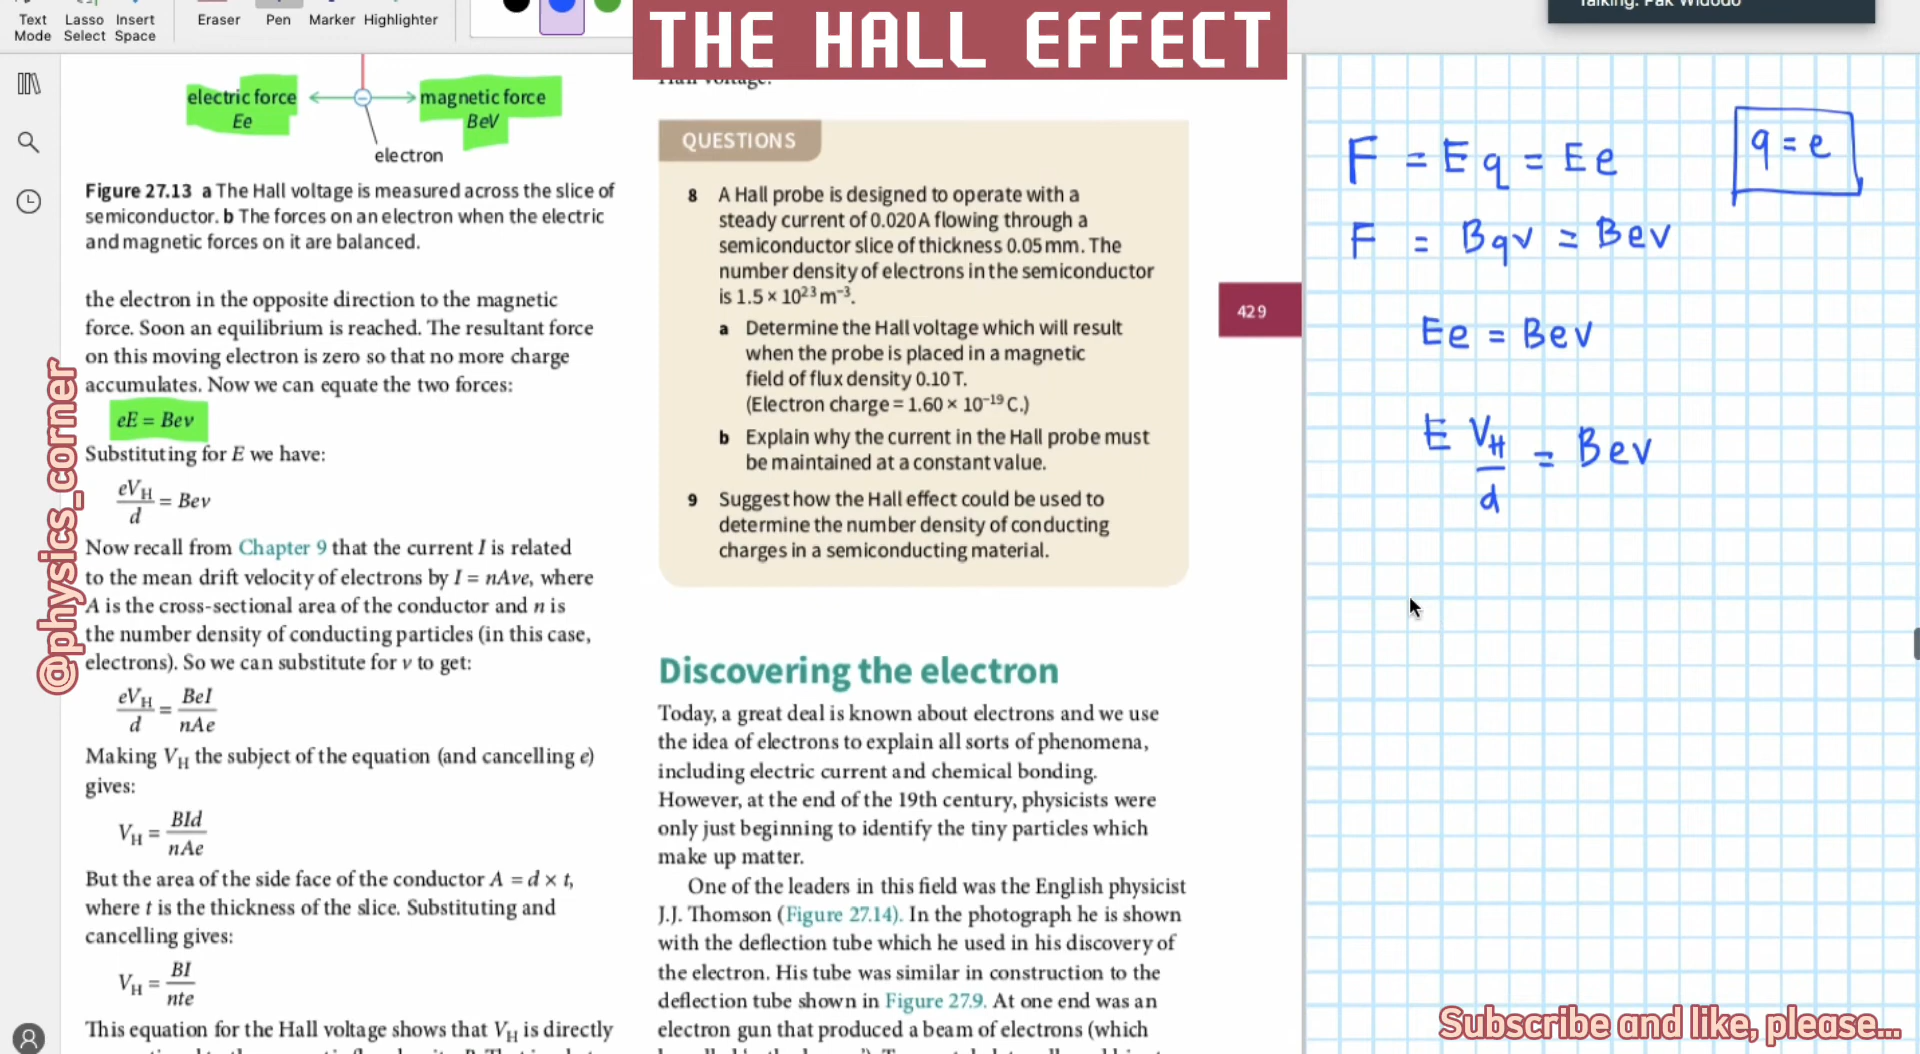 Text Mode
Lasso Select
Insert Space
Eraser
Pen
Marker
Highlighter
THE HALL EFFECT
electric force
Ee
magnetic force
BeV
electron
Figure 27.13 a The Hall voltage is measured across the slice of
semiconductor. b The forces on an electron when the electric
and magnetic forces on it are balanced.
the electron in the opposite direction to the magnetic
force. Soon an equilibrium is reached. The resultant force
on this moving electron is zero so that no more charge
accumulates. Now we can equate the two forces:
eE = Bev
Substituting for E we have:
eV_H/d = Bev
Now recall from Chapter 9 that the current I is related
to the mean drift velocity of electrons by I = nAve, where
A is the cross-sectional area of the conductor and n is
the number density of conducting particles (in this case,
electrons). So we can substitute for v to get:
eV_H/d = BeI/nAe
Making V_H the subject of the equation (and cancelling e)
gives:
V_H = BId/nAe
But the area of the side face of the conductor A = d × t,
where t is the thickness of the slice. Substituting and
cancelling gives:
V_H = BI/nte
This equation for the Hall voltage shows that V_H is directly
@physics_corner
QUESTIONS
8 A Hall probe is designed to operate with a
steady current of 0.020 A flowing through a
semiconductor slice of thickness 0.05 mm. The
number density of electrons in the semiconductor
is 1.5 × 10²³ m⁻³.
a Determine the Hall voltage which will result
when the probe is placed in a magnetic
field of flux density 0.10 T.
(Electron charge = 1.60 × 10⁻¹⁹ C.)
b Explain why the current in the Hall probe must
be maintained at a constant value.
9 Suggest how the Hall effect could be used to
determine the number density of conducting
charges in a semiconducting material.
429
Discovering the electron
Today, a great deal is known about electrons and we use
the idea of electrons to explain all sorts of phenomena,
including electric current and chemical bonding.
However, at the end of the 19th century, physicists were
only just beginning to identify the tiny particles which
make up matter.
One of the leaders in this field was the English physicist
J.J. Thomson (Figure 27.14). In the photograph he is shown
with the deflection tube which he used in his discovery of
the electron. His tube was similar in construction to the
deflection tube shown in Figure 27.9. At one end was an
electron gun that produced a beam of electrons (which
F = Eq = Ee
q = e
F = Bqv = Bev
Ee = Bev
E V_H/d = Bev
Subscribe and like, please...